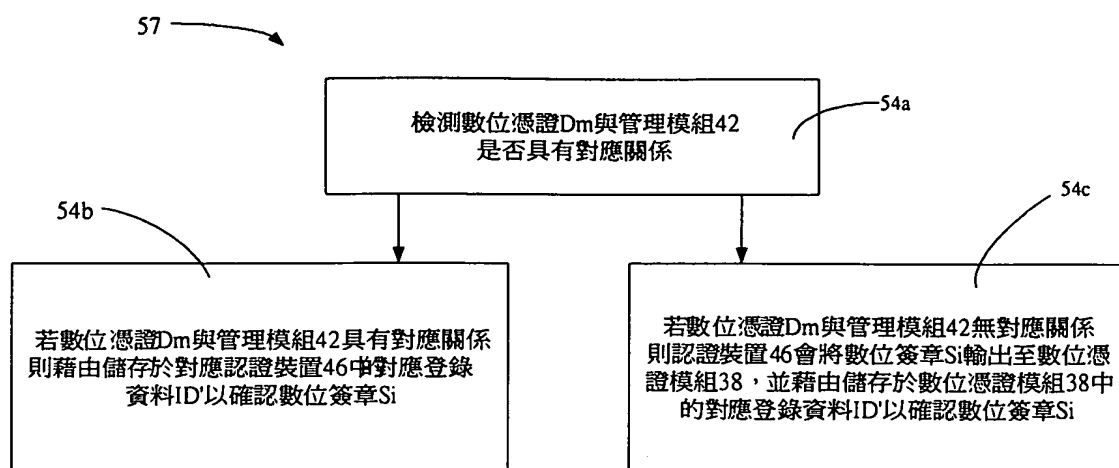 57
檢測數位憑證Dm與管理模組42
是否具有對應關係
54a
54b
54c
若數位憑證Dm與管理模組42具有對應關係
則藉由儲存於對應認證裝置46中的對應登錄
資料ID'以確認數位簽章Si
若數位憑證Dm與管理模組42無對應關係
則認證裝置46會將數位簽章Si輸出至數位憑
證模組38，並藉由儲存於數位憑證模組38中
的對應登錄資料ID'以確認數位簽章Si